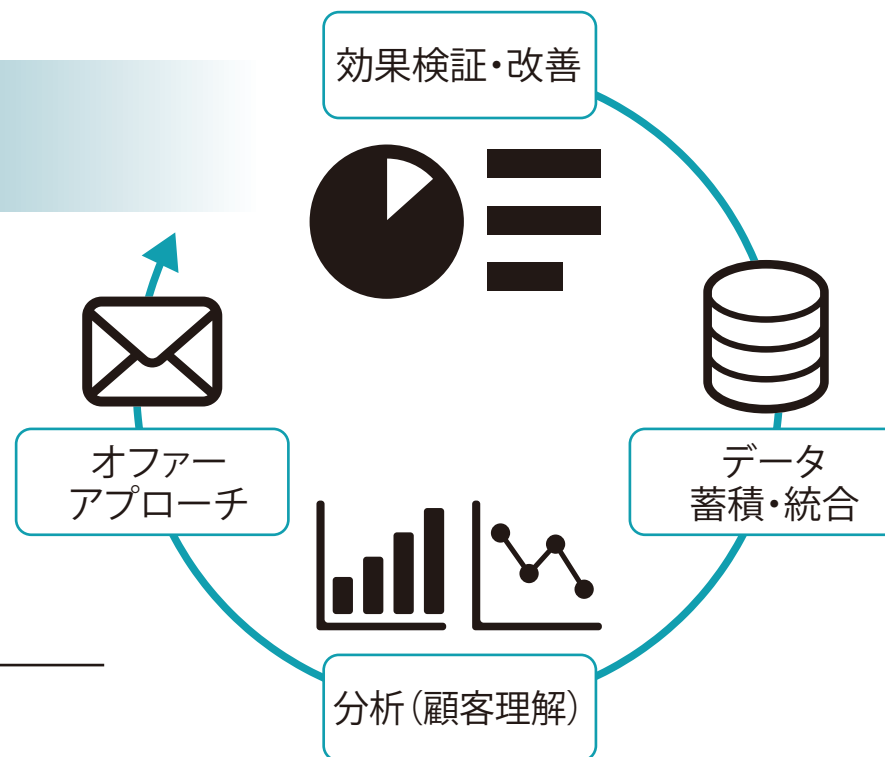 効果検証・改善
オファー
アプローチ
データ
蓄積・統合
分析(顧客理解)